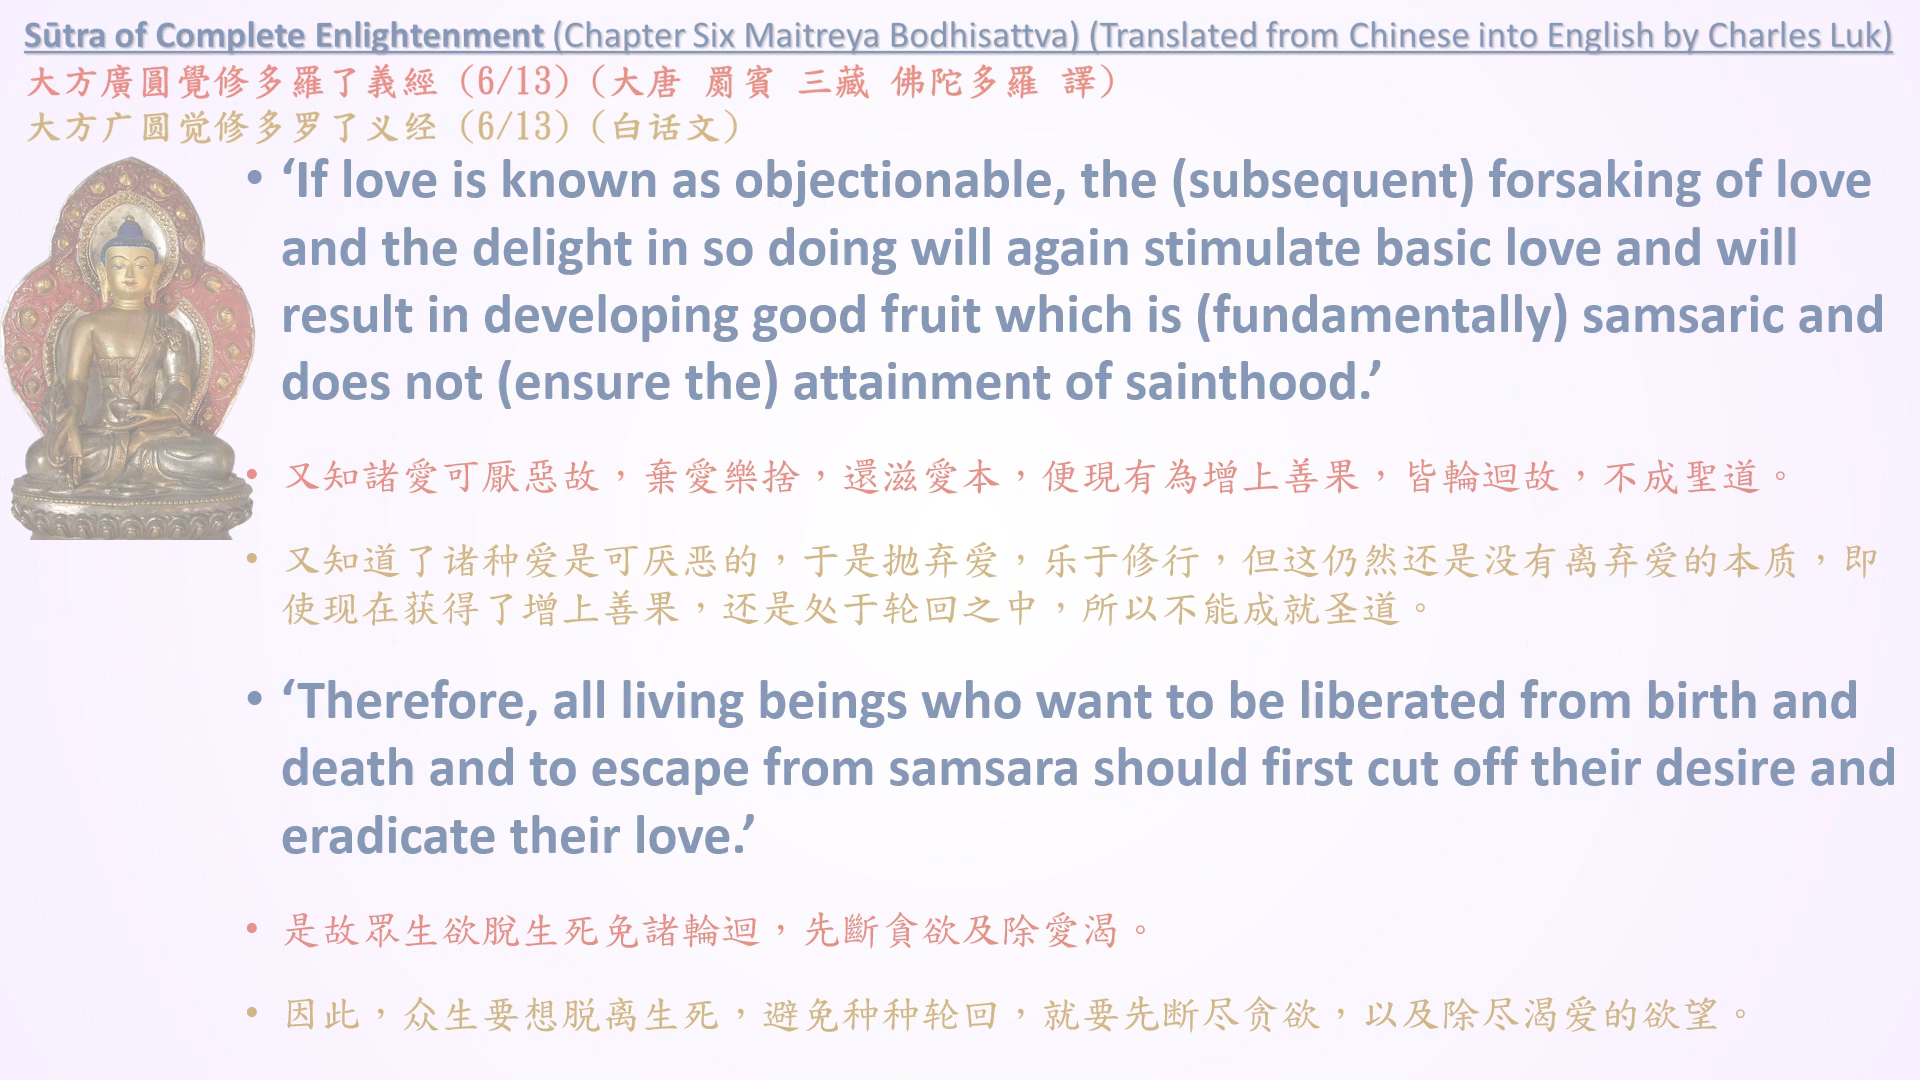 Sūtra of Complete Enlightenment (Chapter Six Maitreya Bodhisattva) (Translated from Chinese into English by Charles Luk)
大方廣圓覺修多羅了義經 (6/13) (大唐 罽賓 三藏 佛陀多羅 譯)
大方广圆觉修多罗了义经 (6/13) (白话文)
• ‘If love is known as objectionable, the (subsequent) forsaking of love
and the delight in so doing will again stimulate basic love and will
result in developing good fruit which is (fundamentally) samsaric and
does not (ensure the) attainment of sainthood.’
• 又知諸愛可厭惡故，棄愛樂捨，還滋愛本，便現有為增上善果，皆輪迴故，不成聖道。
• 又知道了诸种爱是可厌恶的，于是抛弃爱，乐于修行，但这仍然还是没有离弃爱的本质，即
使现在获得了增上善果，还是处于轮回之中，所以不能成就圣道。
• ‘Therefore, all living beings who want to be liberated from birth and
death and to escape from samsara should first cut off their desire and
eradicate their love.’
• 是故眾生欲脫生死免諸輪迴，先斷貪欲及除愛渴。
• 因此，众生要想脱离生死，避免种种轮回，就要先断尽贪欲，以及除尽渴爱的欲望。